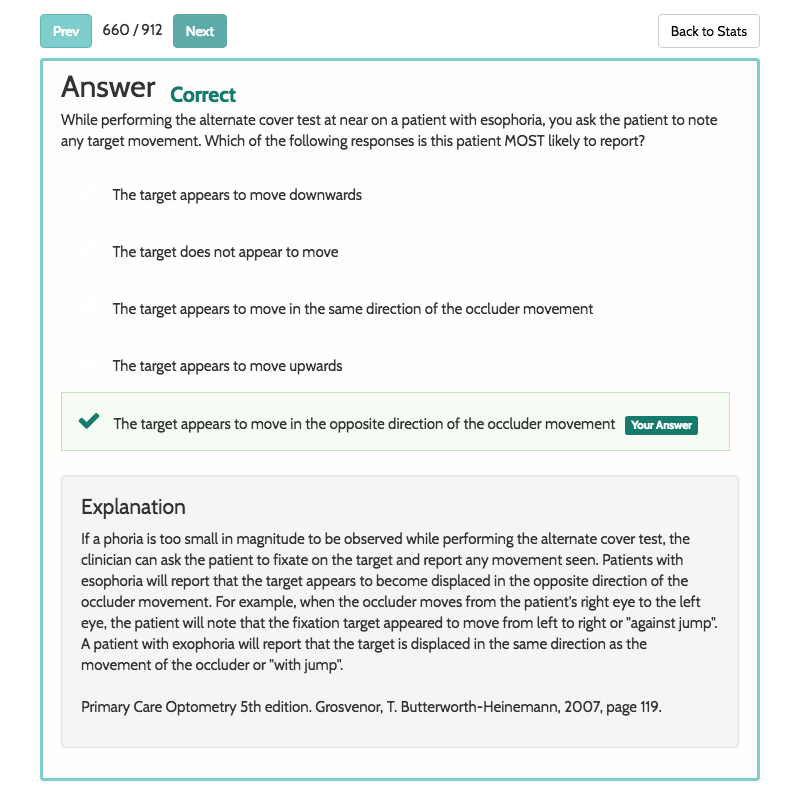 Prev 660 / 912 Next Back to Stats
Answer Correct
While performing the alternate cover test at near on a patient with esophoria, you ask the patient to note
any target movement. Which of the following responses is this patient MOST likely to report?
The target appears to move downwards
The target does not appear to move
The target appears to move in the same direction of the occluder movement
The target appears to move upwards
The target appears to move in the opposite direction of the occluder movement Your Answer
Explanation
If a phoria is too small in magnitude to be observed while performing the alternate cover test, the
clinician can ask the patient to fixate on the target and report any movement seen. Patients with
esophoria will report that the target appears to become displaced in the opposite direction of the
occluder movement. For example, when the occluder moves from the patient's right eye to the left
eye, the patient will note that the fixation target appeared to move from left to right or "against jump".
A patient with exophoria will report that the target is displaced in the same direction as the
movement of the occluder or "with jump".
Primary Care Optometry 5th edition. Grosvenor, T. Butterworth-Heinemann, 2007, page 119.